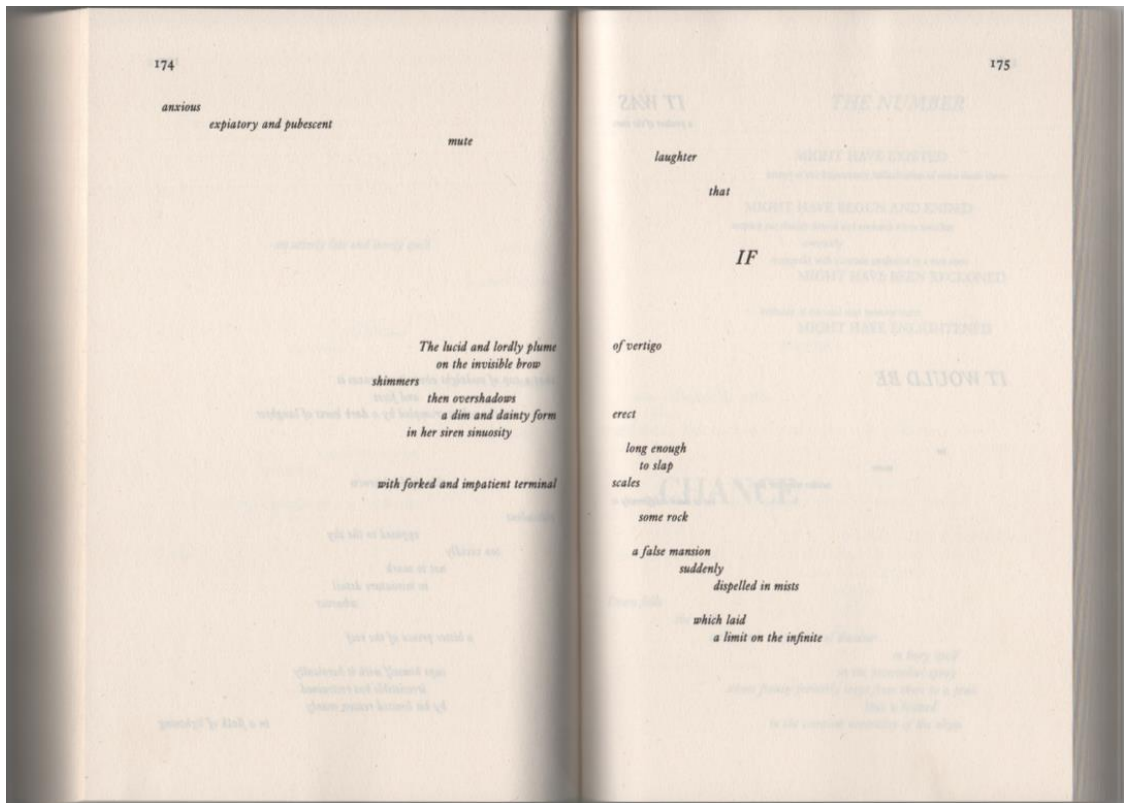 174 175
anxious
expiatory and pubescent
mute
laughter
that
IF
The lucid and lordly plume of vertigo
on the invisible brow
shimmers
then overshadows
a dim and dainty form erect
in her siren sinuosity
long enough
to slap
with forked and impatient terminal scales
some rock
a false mansion
suddenly
dispelled in mists
which laid
a limit on the infinite